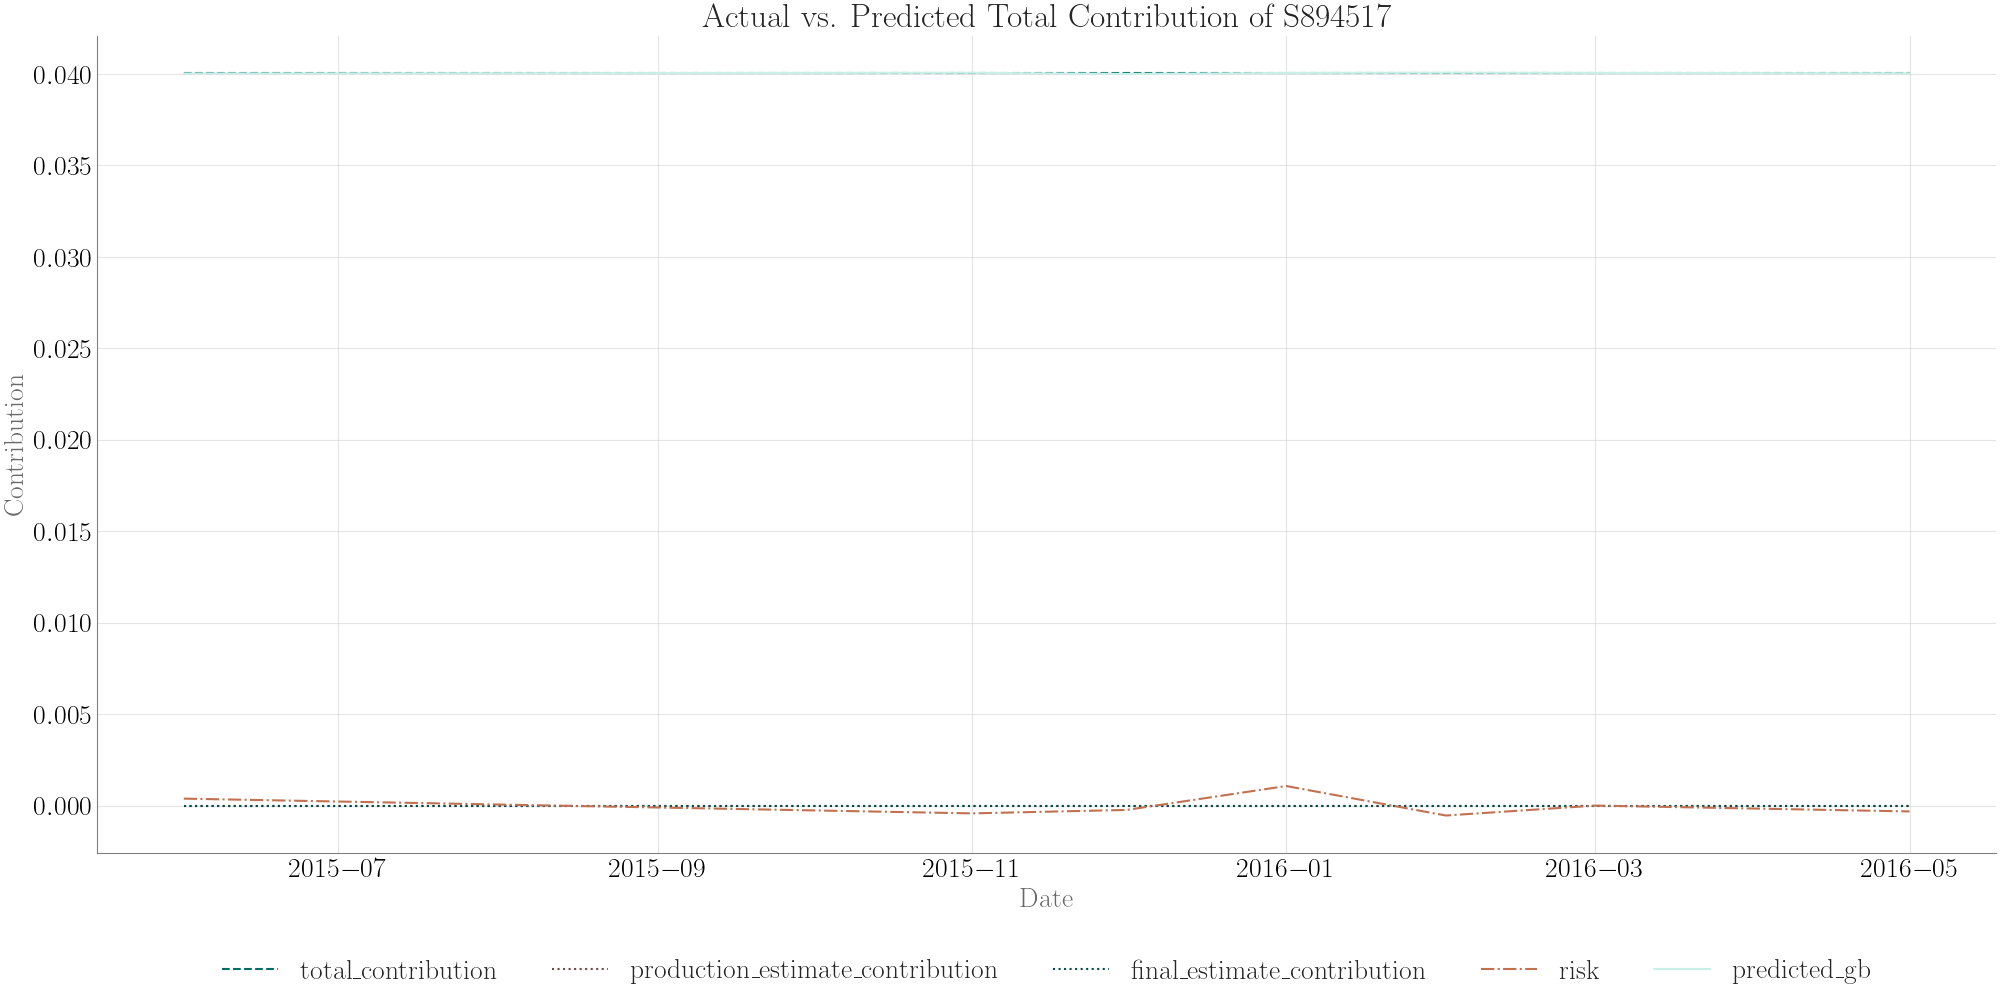 Actual vs. Predicted Total Contribution of S894517
0.040
0.035
0.030
0.025
0.020
0.015
0.010
0.005
0.000
Contribution
2015–07 2015–09 2015–11 2016–01 2016–03 2016–05
Date
total_contribution production_estimate_contribution final_estimate_contribution risk predicted_gb